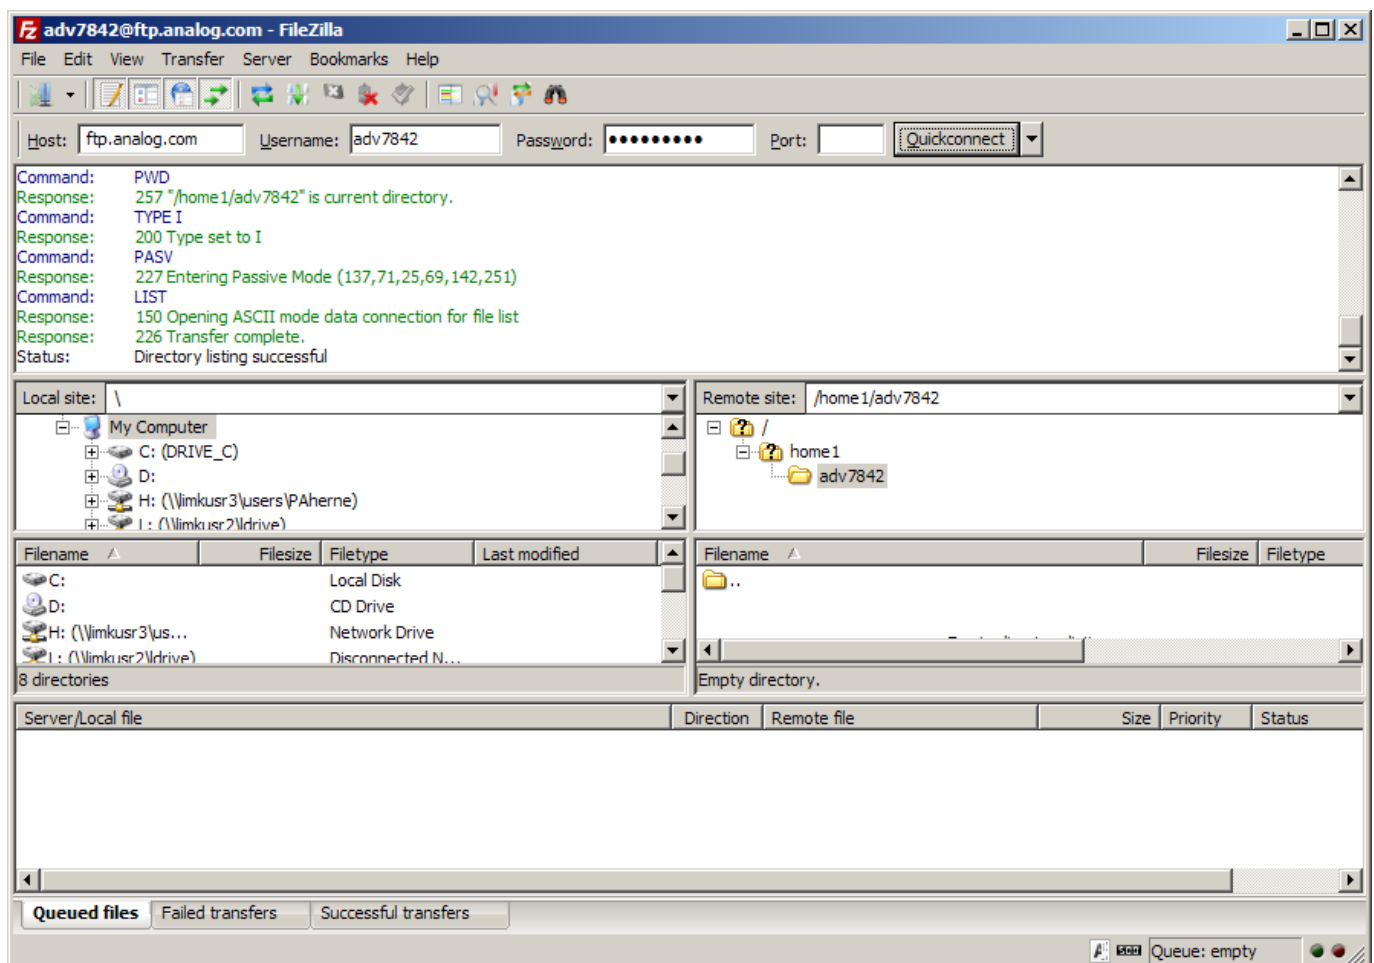 adv7842@ftp.analog.com - FileZilla
File Edit View Transfer Server Bookmarks Help
Host: ftp.analog.com Username: adv7842 Password: ●●●●●●●●● Port: Quickconnect
Command: PWD
Response: 257 "/home1/adv7842" is current directory.
Command: TYPE I
Response: 200 Type set to I
Command: PASV
Response: 227 Entering Passive Mode (137,71,25,69,142,251)
Command: LIST
Response: 150 Opening ASCII mode data connection for file list
Response: 226 Transfer complete.
Status: Directory listing successful
Local site: \
My Computer
C: (DRIVE_C)
D:
H: (\\limkusr3\users\PAherne)
L: (\\limkusr2\ldrive)
Remote site: /home1/adv7842
/
home1
adv7842
Filename Filesize Filetype Last modified
C: Local Disk
D: CD Drive
H: (\\limkusr3\us... Network Drive
L: (\\limkusr2\ldrive) Disconnected N...
8 directories
Filename Filesize Filetype
..
Empty directory.
Server/Local file Direction Remote file Size Priority Status
Queued files Failed transfers Successful transfers
Queue: empty